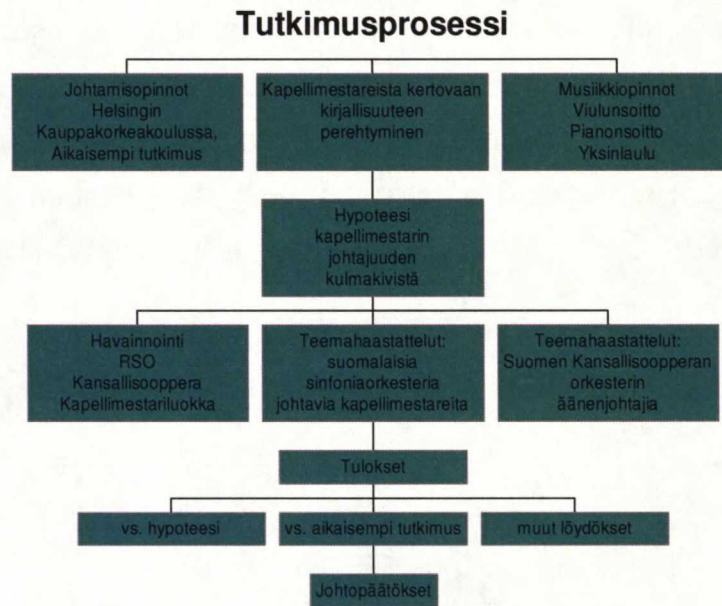 Tutkimusprosessi
Johtamisopinnot
Helsingin
Kauppakorkeakoulussa,
Aikaisempi tutkimus
Kapellimestareista kertovaan
kirjallisuuteen
perehtyminen
Musiikkiopinnot
Viulunsoitto
Pianonsoitto
Yksinlaulu
Hypoteesi
kapellimestarin
johtajuuden
kulmakivistä
Havainnointi
RSO
Kansallisooppera
Kapellimestariluokka
Teemahaastattelut:
suomalaisia
sinfoniaorkesteria
johtavia kapellimestareita
Teemahaastattelut:
Suomen Kansallisoopperan
orkesterin
äänenjohtajia
Tulokset
vs. hypoteesi
vs. aikaisempi tutkimus
muut löydökset
Johtopäätökset